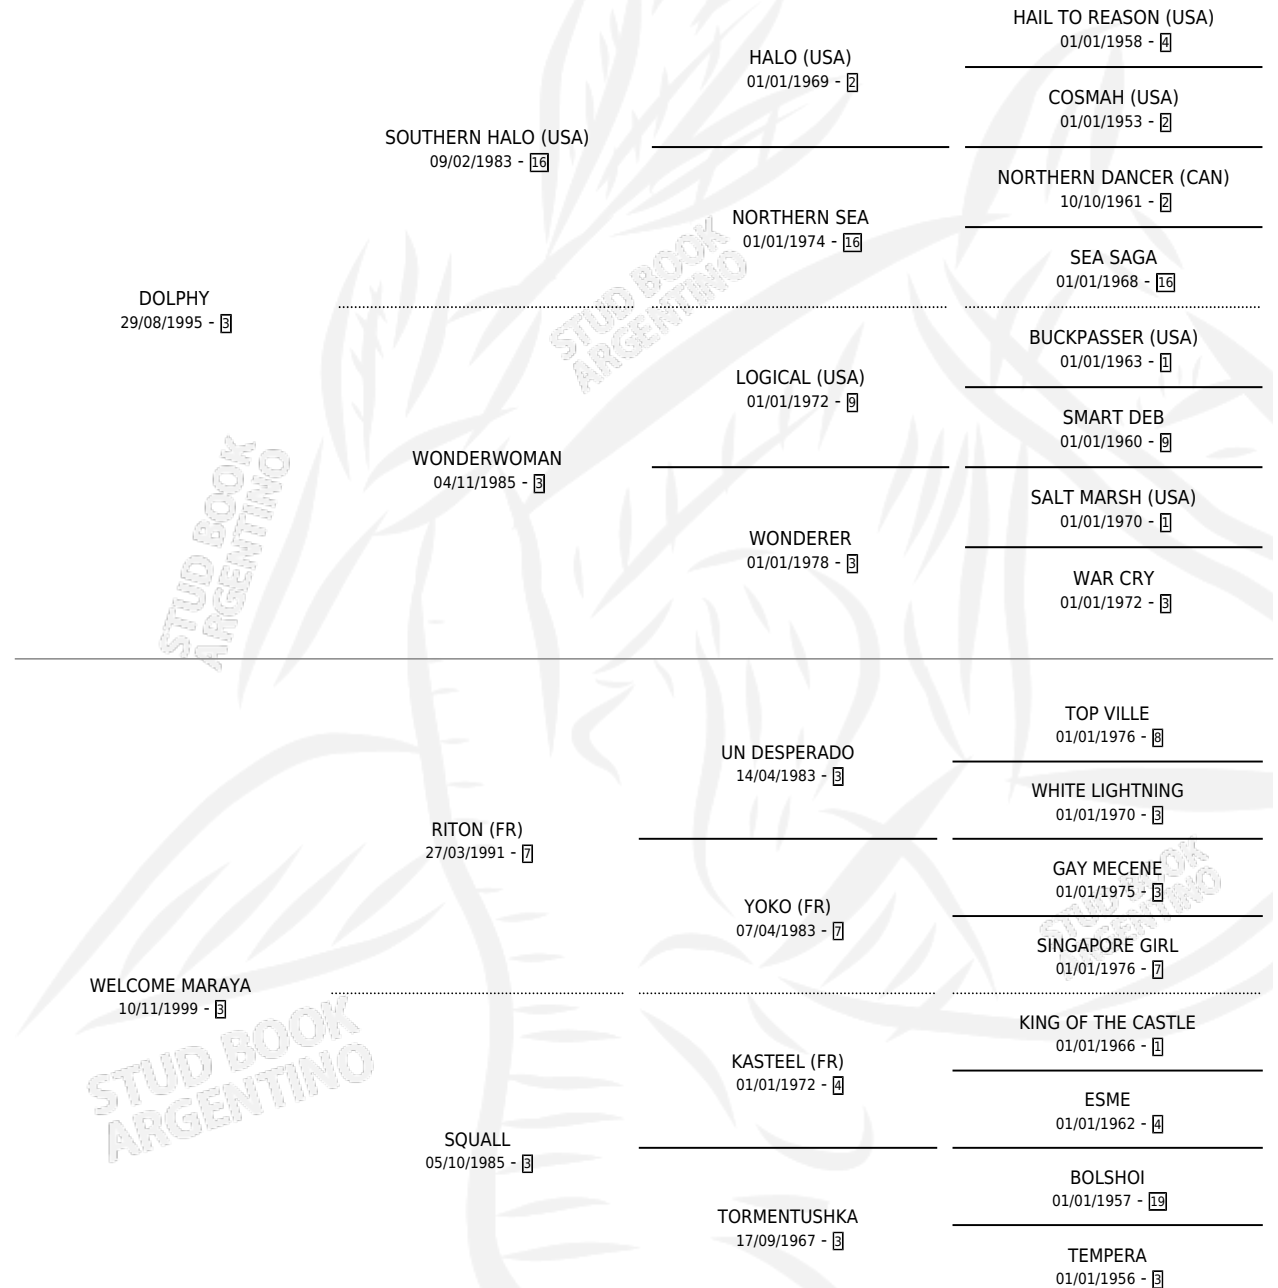 HAIL TO REASON (USA)
01/01/1958 - 4
HALO (USA)
01/01/1969 - 2
COSMAH (USA)
01/01/1953 - 2
SOUTHERN HALO (USA)
09/02/1983 - 16
NORTHERN DANCER (CAN)
10/10/1961 - 2
NORTHERN SEA
01/01/1974 - 16
SEA SAGA
01/01/1968 - 16
DOLPHY
29/08/1995 - 3
STUD BOOK
ARGENTINO
BUCKPASSER (USA)
01/01/1963 - 1
LOGICAL (USA)
01/01/1972 - 9
SMART DEB
01/01/1960 - 9
WONDERWOMAN
04/11/1985 - 3
SALT MARSH (USA)
01/01/1970 - 1
WONDERER
01/01/1978 - 3
WAR CRY
01/01/1972 - 3
STUD BOOK
ARGENTINO
TOP VILLE
01/01/1976 - 8
UN DESPERADO
14/04/1983 - 3
WHITE LIGHTNING
01/01/1970 - 3
RITON (FR)
27/03/1991 - 7
GAY MECENE
01/01/1975 - 3
YOKO (FR)
07/04/1983 - 7
STUD BOOK
ARGENTINO
SINGAPORE GIRL
01/01/1976 - 7
WELCOME MARAYA
10/11/1999 - 3
STUD BOOK
ARGENTINO
KING OF THE CASTLE
01/01/1966 - 1
KASTEEL (FR)
01/01/1972 - 4
ESME
01/01/1962 - 4
SQUALL
05/10/1985 - 3
BOLSHOI
01/01/1957 - 19
TORMENTUSHKA
17/09/1967 - 3
TEMPERA
01/01/1956 - 3